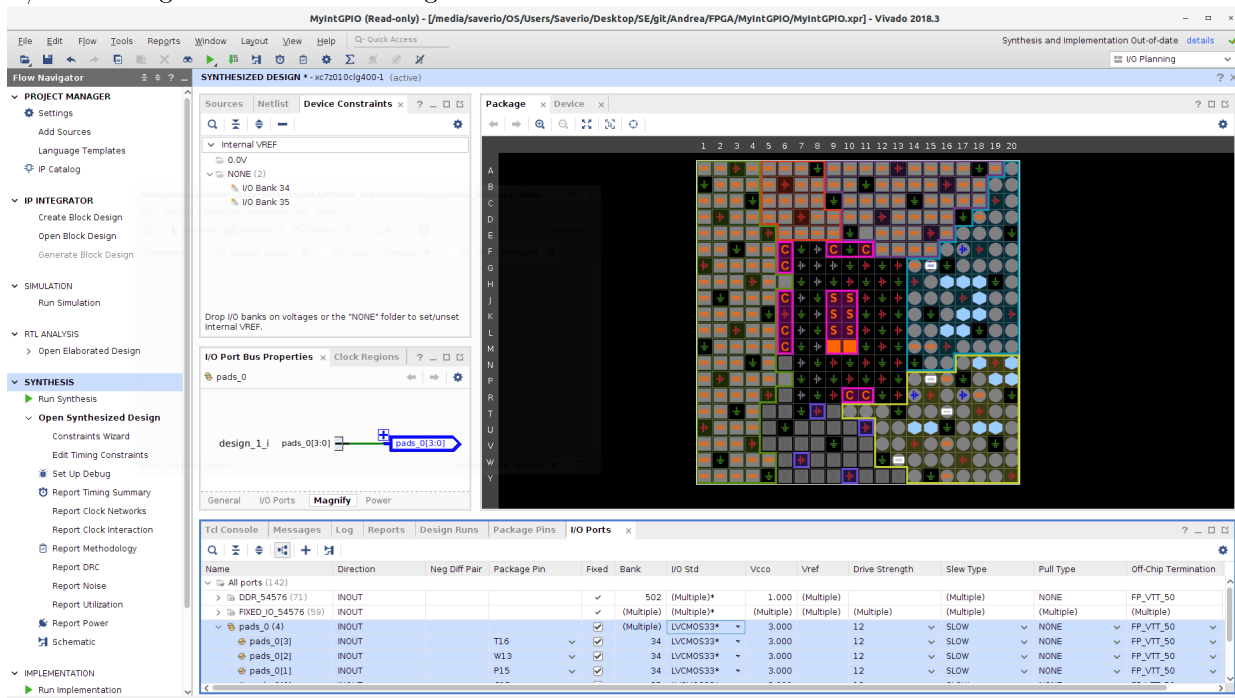 MyIntGPIO (Read-only) - [/media/saverio/OS/Users/Saverio/Desktop/SE/git/Andrea/FPGA/MyIntGPIO/MyIntGPIO.xpr] - Vivado 2018.3
File Edit Flow Tools Reports Window Layout View Help Q- Quick Access Synthesis and Implementation Out-of-date details
I/O Planning
Flow Navigator
SYNTHESIZED DESIGN * - xc7z010clg400-1 (active)
PROJECT MANAGER
Settings
Add Sources
Language Templates
IP Catalog
IP INTEGRATOR
Create Block Design
Open Block Design
Generate Block Design
SIMULATION
Run Simulation
RTL ANALYSIS
Open Elaborated Design
SYNTHESIS
Run Synthesis
Open Synthesized Design
Constraints Wizard
Edit Timing Constraints
Set Up Debug
Report Timing Summary
Report Clock Networks
Report Clock Interaction
Report Methodology
Report DRC
Report Noise
Report Utilization
Report Power
Schematic
IMPLEMENTATION
Run Implementation
Sources Netlist Device Constraints
Internal VREF
0.0V
NONE (2)
I/O Bank 34
I/O Bank 35
Drop I/O banks on voltages or the "NONE" folder to set/unset
Internal VREF.
I/O Port Bus Properties Clock Regions
pads_0
design_1_i pads_0[3:0] pads_0[3:0]
General I/O Ports Magnify Power
Package Device
1 2 3 4 5 6 7 8 9 10 11 12 13 14 15 16 17 18 19 20
A
B
C
D
E
F C C C
G C
H
J C S S
K S S
L C S S
M C
N
P
R C C
T
U
V
W
Y
Tcl Console Messages Log Reports Design Runs Package Pins I/O Ports
Name Direction Neg Diff Pair Package Pin Fixed Bank I/O Std Vcco Vref Drive Strength Slew Type Pull Type Off-Chip Termination
All ports (142)
DDR_54576 (71) INOUT 502 (Multiple)* 1.000 (Multiple) (Multiple) NONE FP_VTT_50
FIXED_IO_54576 (59) INOUT (Multiple) (Multiple)* (Multiple) (Multiple) (Multiple) (Multiple) (Multiple) (Multiple)
pads_0 (4) INOUT (Multiple) LVCMOS33* 3.000 12 SLOW NONE FP_VTT_50
pads_0[3] INOUT T16 34 LVCMOS33* 3.000 12 SLOW NONE FP_VTT_50
pads_0[2] INOUT W13 34 LVCMOS33* 3.000 12 SLOW NONE FP_VTT_50
pads_0[1] INOUT P15 34 LVCMOS33* 3.000 12 SLOW NONE FP_VTT_50